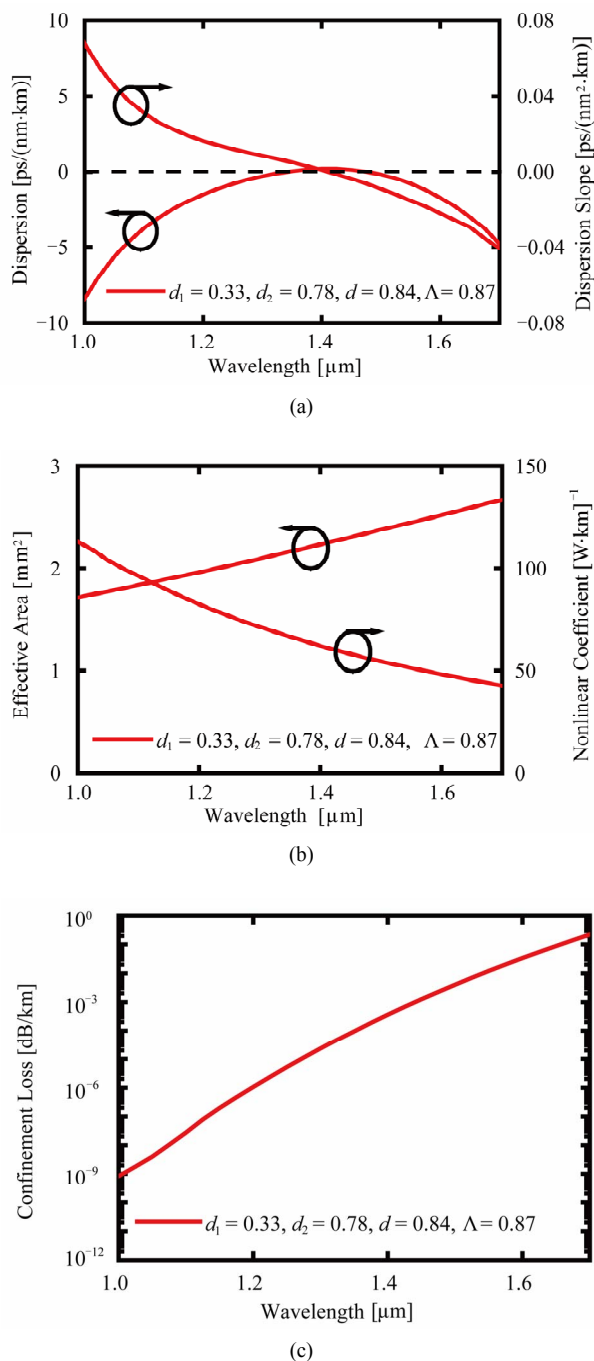 10
5
0
−5
−10
Dispersion [ps/(nm·km)]
0.08
0.04
0.00
−0.04
−0.08
Dispersion Slope [ps/(nm²·km)]
d₁ = 0.33, d₂ = 0.78, d = 0.84, Λ = 0.87
1.0 1.2 1.4 1.6
Wavelength [µm]
(a)
3
2
1
0
Effective Area [mm²]
150
100
50
0
Nonlinear Coefficient [W·km]⁻¹
d₁ = 0.33, d₂ = 0.78, d = 0.84, Λ = 0.87
1.0 1.2 1.4 1.6
Wavelength [µm]
(b)
10⁰
10⁻³
10⁻⁶
10⁻⁹
10⁻¹²
Confinement Loss [dB/km]
d₁ = 0.33, d₂ = 0.78, d = 0.84, Λ = 0.87
1.0 1.2 1.4 1.6
Wavelength [µm]
(c)